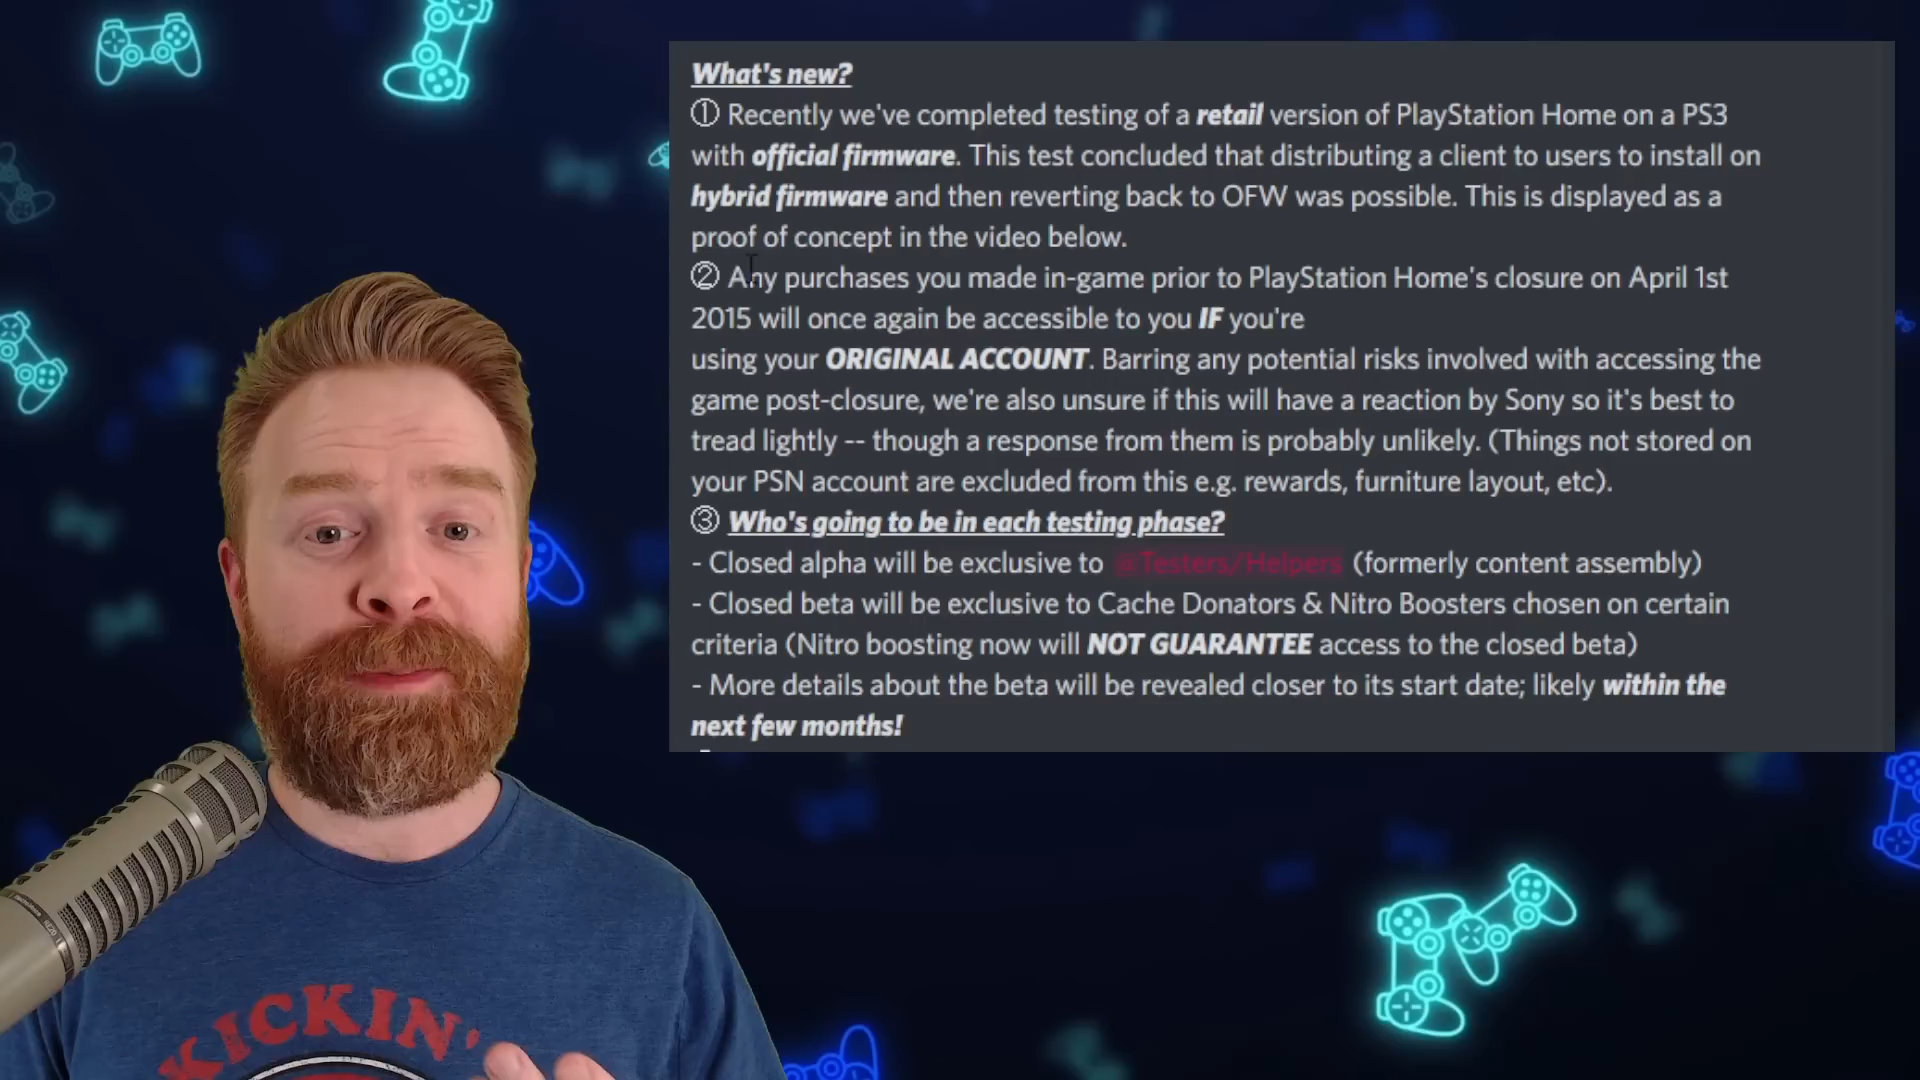 What's new?
① Recently we've completed testing of a retail version of PlayStation Home on a PS3
with official firmware. This test concluded that distributing a client to users to install on
hybrid firmware and then reverting back to OFW was possible. This is displayed as a
proof of concept in the video below.
② Any purchases you made in-game prior to PlayStation Home's closure on April 1st
2015 will once again be accessible to you IF you're
using your ORIGINAL ACCOUNT. Barring any potential risks involved with accessing the
game post-closure, we're also unsure if this will have a reaction by Sony so it's best to
tread lightly -- though a response from them is probably unlikely. (Things not stored on
your PSN account are excluded from this e.g. rewards, furniture layout, etc).
③ Who's going to be in each testing phase?
- Closed alpha will be exclusive to @Testers/Helpers (formerly content assembly)
- Closed beta will be exclusive to Cache Donators & Nitro Boosters chosen on certain
criteria (Nitro boosting now will NOT GUARANTEE access to the closed beta)
- More details about the beta will be revealed closer to its start date; likely within the
next few months!
KICKIN'